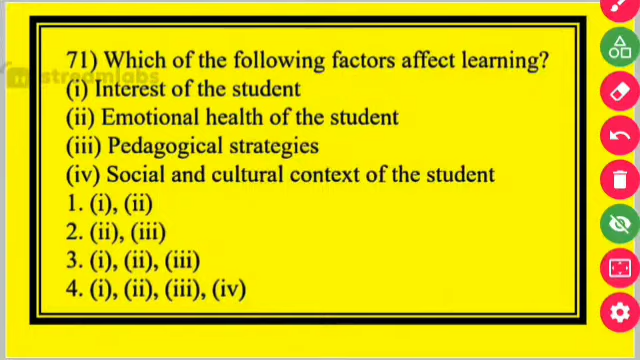 71) Which of the following factors affect learning?
streamlabs
(i) Interest of the student
(ii) Emotional health of the student
(iii) Pedagogical strategies
(iv) Social and cultural context of the student
1. (i), (ii)
2. (ii), (iii)
3. (i), (ii), (iii)
4. (i), (ii), (iii), (iv)